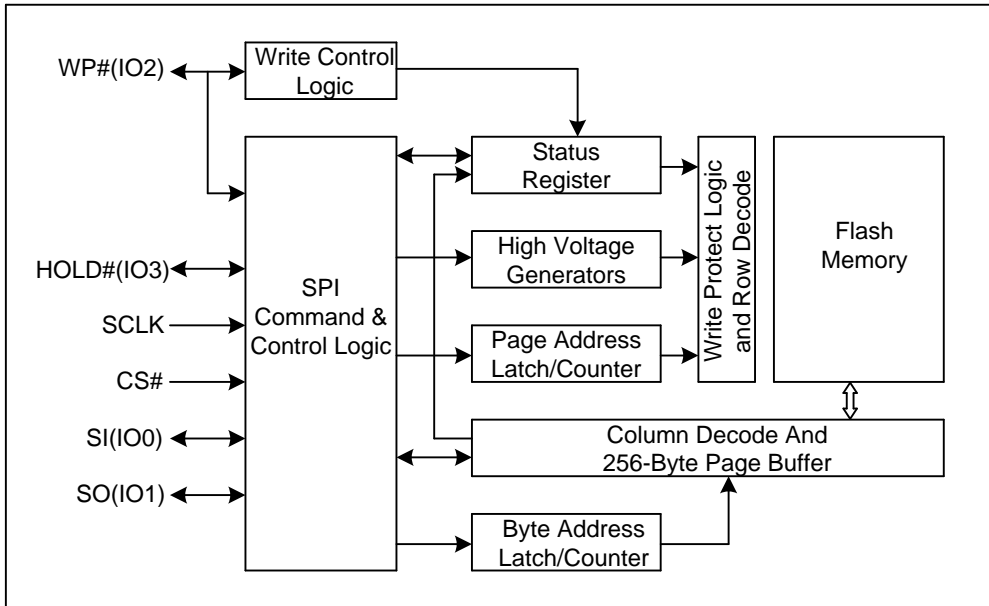 WP#(IO2)
Write Control
Logic
HOLD#(IO3)
SCLK
CS#
SI(IO0)
SO(IO1)
SPI
Command &
Control Logic
Status
Register
High Voltage
Generators
Page Address
Latch/Counter
Write Protect Logic
and Row Decode
Flash
Memory
Column Decode And
256-Byte Page Buffer
Byte Address
Latch/Counter